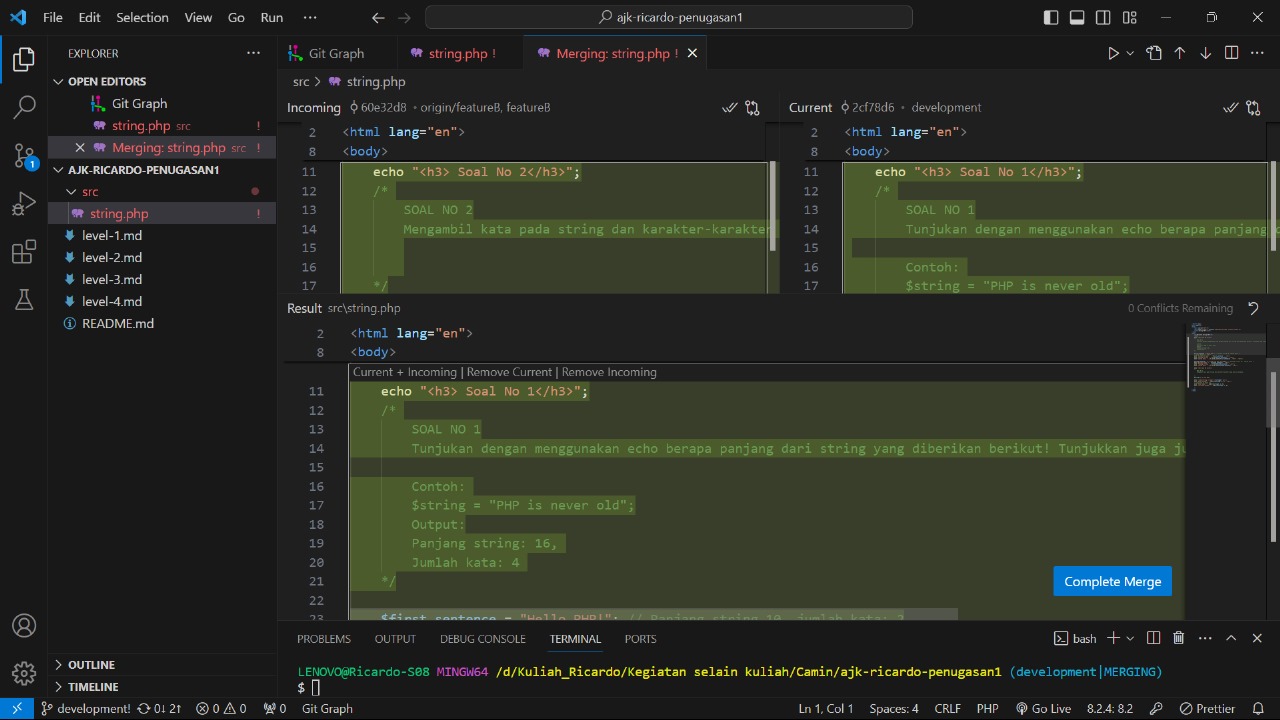 File Edit Selection View Go Run ···
ajk-ricardo-penugasan1
EXPLORER
OPEN EDITORS
Git Graph
string.php src !
Merging: string.php src !
AJK-RICARDO-PENUGASAN1
src
string.php !
level-1.md
level-2.md
level-3.md
level-4.md
README.md
OUTLINE
TIMELINE
Git Graph
string.php !
Merging: string.php !
src > string.php
Incoming 60e32d8 • origin/featureB, featureB
2 <html lang="en">
8 <body>
11 echo "<h3> Soal No 2</h3>";
12 /*
13 SOAL NO 2
14 Mengambil kata pada string dan karakter-karakter
15
16
17 */
Current 2cf78d6 • development
2 <html lang="en">
8 <body>
11 echo "<h3> Soal No 1</h3>";
12 /*
13 SOAL NO 1
14 Tunjukan dengan menggunakan echo berapa panjang d
15
16 Contoh:
17 $string = "PHP is never old";
Result src\string.php
0 Conflicts Remaining
2 <html lang="en">
8 <body>
Current + Incoming | Remove Current | Remove Incoming
11 echo "<h3> Soal No 1</h3>";
12 /*
13 SOAL NO 1
14 Tunjukan dengan menggunakan echo berapa panjang dari string yang diberikan berikut! Tunjukkan juga ju
15
16 Contoh:
17 $string = "PHP is never old";
18 Output:
19 Panjang string: 16,
20 Jumlah kata: 4
21 */
22
23 $first_sentence = "Hello PHP!"; // Panjang string 10, jumlah kata: 2
Complete Merge
PROBLEMS OUTPUT DEBUG CONSOLE TERMINAL PORTS
bash
LENOVO@Ricardo-S08 MINGW64 /d/Kuliah_Ricardo/Kegiatan selain kuliah/Camin/ajk-ricardo-penugasan1 (development|MERGING)
$
1
development! 0↓ 2↑ 0 0 0 Git Graph
Ln 1, Col 1 Spaces: 4 CRLF PHP Go Live 8.2.4: 8.2 Prettier